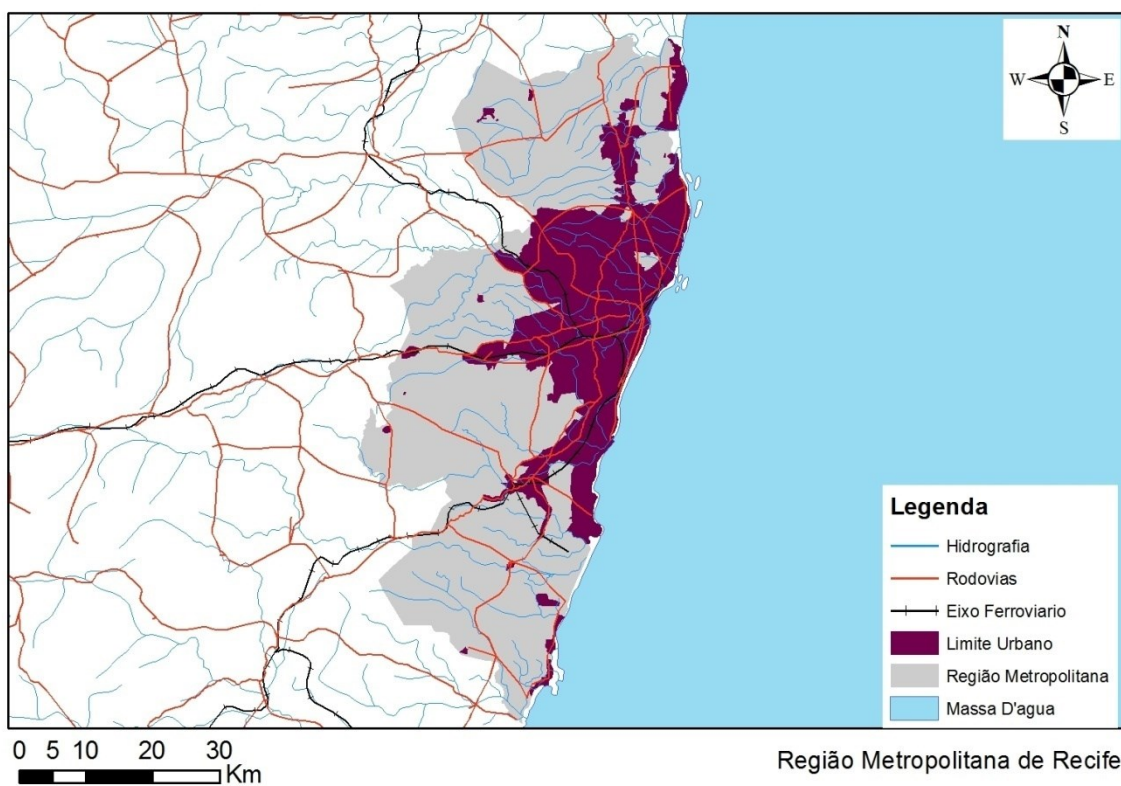 N
W E
S
Legenda
Hidrografia
Rodovias
Eixo Ferroviario
Limite Urbano
Região Metropolitana
Massa D'agua
0 5 10 20 30
Km
Região Metropolitana de Recife